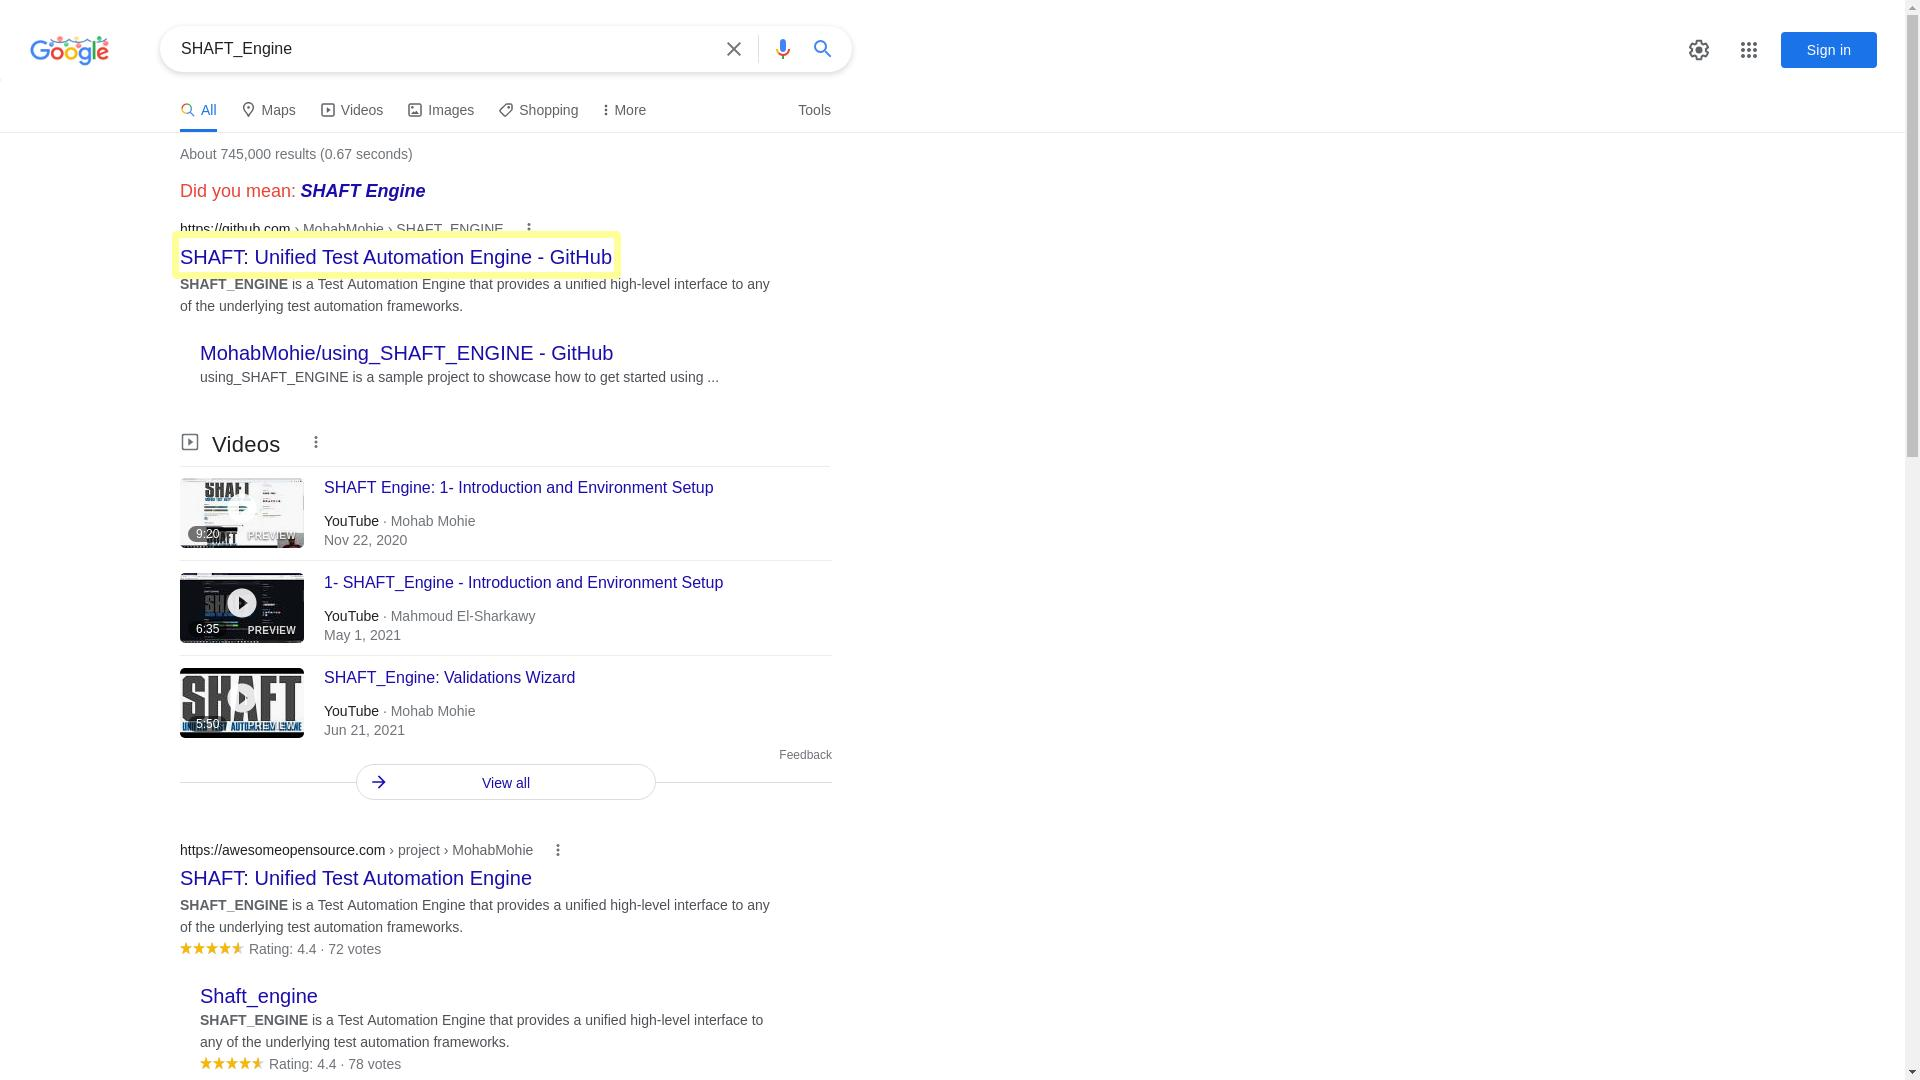 Google
SHAFT_Engine
Sign in
All
Maps
Videos
Images
Shopping
More
Tools
About 745,000 results (0.67 seconds)
Did you mean: SHAFT Engine
https://github.com › MohabMohie › SHAFT_ENGINE
SHAFT: Unified Test Automation Engine - GitHub
SHAFT_ENGINE is a Test Automation Engine that provides a unified high-level interface to any
of the underlying test automation frameworks.
MohabMohie/using_SHAFT_ENGINE - GitHub
using_SHAFT_ENGINE is a sample project to showcase how to get started using ...
Videos
SHAFT
9:20
PREVIEW
SHAFT Engine: 1- Introduction and Environment Setup
YouTube · Mohab Mohie
Nov 22, 2020
6:35
PREVIEW
1- SHAFT_Engine - Introduction and Environment Setup
YouTube · Mahmoud El-Sharkawy
May 1, 2021
SHAFT
5:50
PREVIEW
SHAFT_Engine: Validations Wizard
YouTube · Mohab Mohie
Jun 21, 2021
Feedback
View all
https://awesomeopensource.com › project › MohabMohie
SHAFT: Unified Test Automation Engine
SHAFT_ENGINE is a Test Automation Engine that provides a unified high-level interface to any
of the underlying test automation frameworks.
Rating: 4.4 · 72 votes
Shaft_engine
SHAFT_ENGINE is a Test Automation Engine that provides a unified high-level interface to
any of the underlying test automation frameworks.
Rating: 4.4 · 78 votes